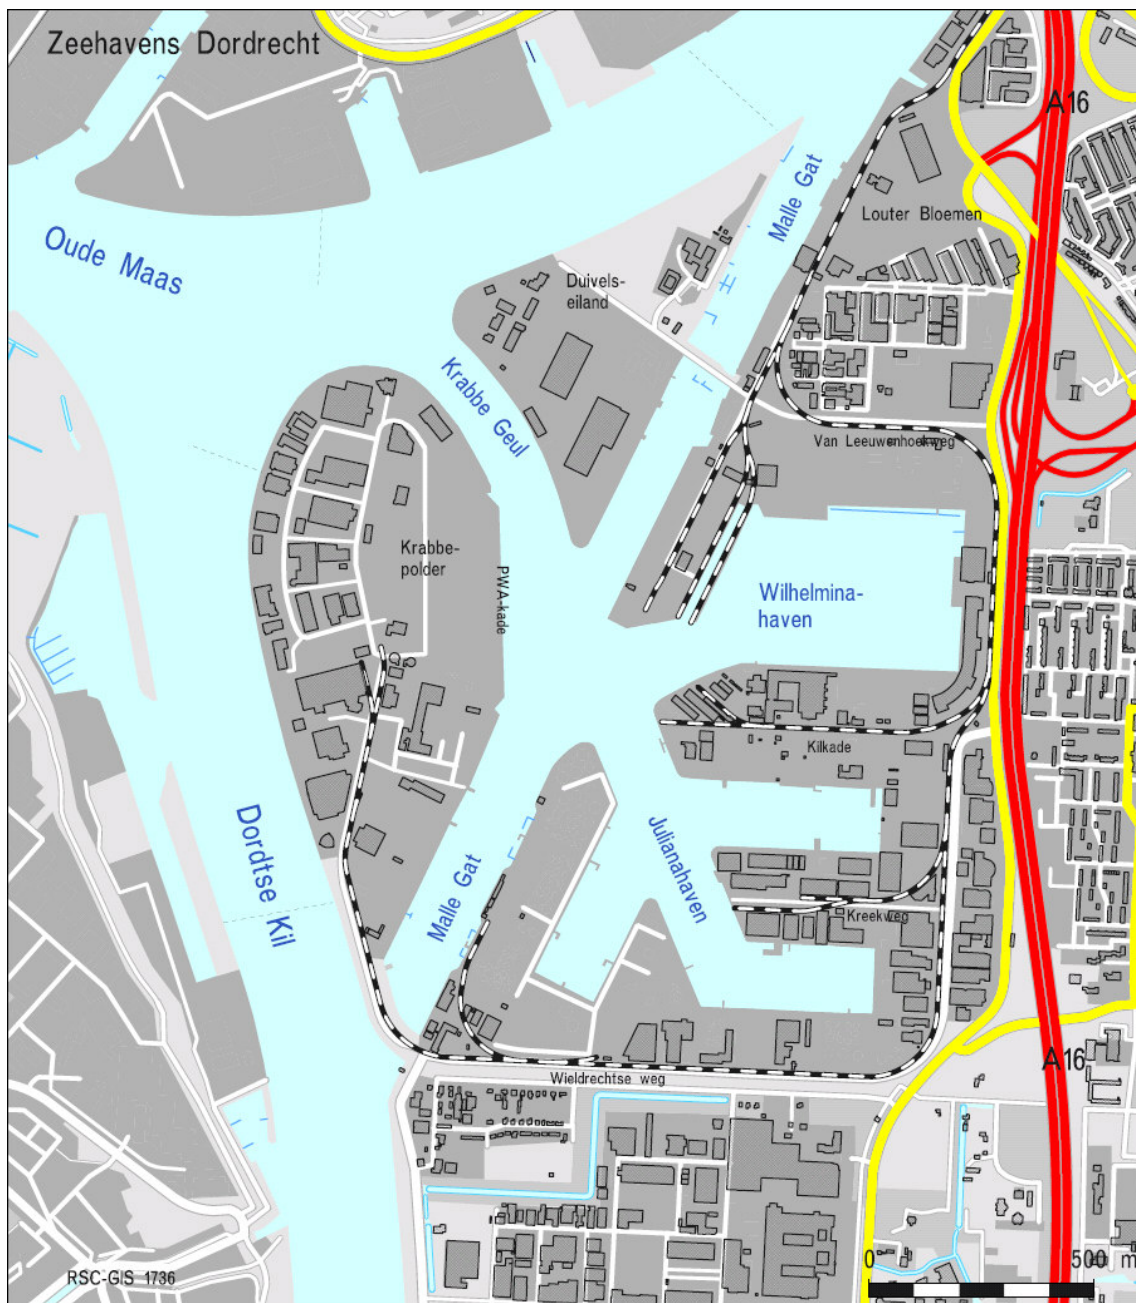 Zeehavens Dordrecht
A16
Malle Gat
Louter Bloemen
Oude Maas
Duivels-
eiland
Krabbe Geul
Van Leeuwenhoekweg
Krabbe-
polder
PWA-kade
Wilhelmina-
haven
Kilkade
Dordtse Kil
Julianahaven
Malle Gat
Kreekweg
A16
Wieldrechtse weg
0
500 m
RSC-GIS 1736